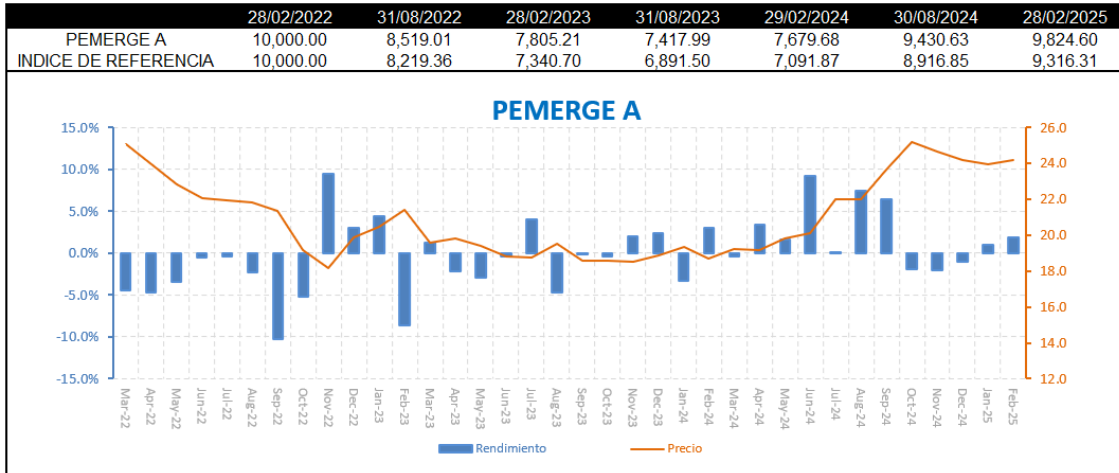 28/02/2022 31/08/2022 28/02/2023 31/08/2023 29/02/2024 30/08/2024 28/02/2025
PEMERGE A 10,000.00 8,519.01 7,805.21 7,417.99 7,679.68 9,430.63 9,824.60
INDICE DE REFERENCIA 10,000.00 8,219.36 7,340.70 6,891.50 7,091.87 8,916.85 9,316.31
PEMERGE A
15.0% 26.0
10.0% 24.0
22.0
5.0%
20.0
0.0%
18.0
-5.0%
16.0
-10.0% 14.0
-15.0% 12.0
Mar-22 Apr-22 May-22 Jun-22 Jul-22 Aug-22 Sep-22 Oct-22 Nov-22 Dec-22 Jan-23 Feb-23 Mar-23 Apr-23 May-23 Jun-23 Jul-23 Aug-23 Sep-23 Oct-23 Nov-23 Dec-23 Jan-24 Feb-24 Mar-24 Apr-24 May-24 Jun-24 Jul-24 Aug-24 Sep-24 Oct-24 Nov-24 Dec-24 Jan-25 Feb-25
Rendimiento Precio